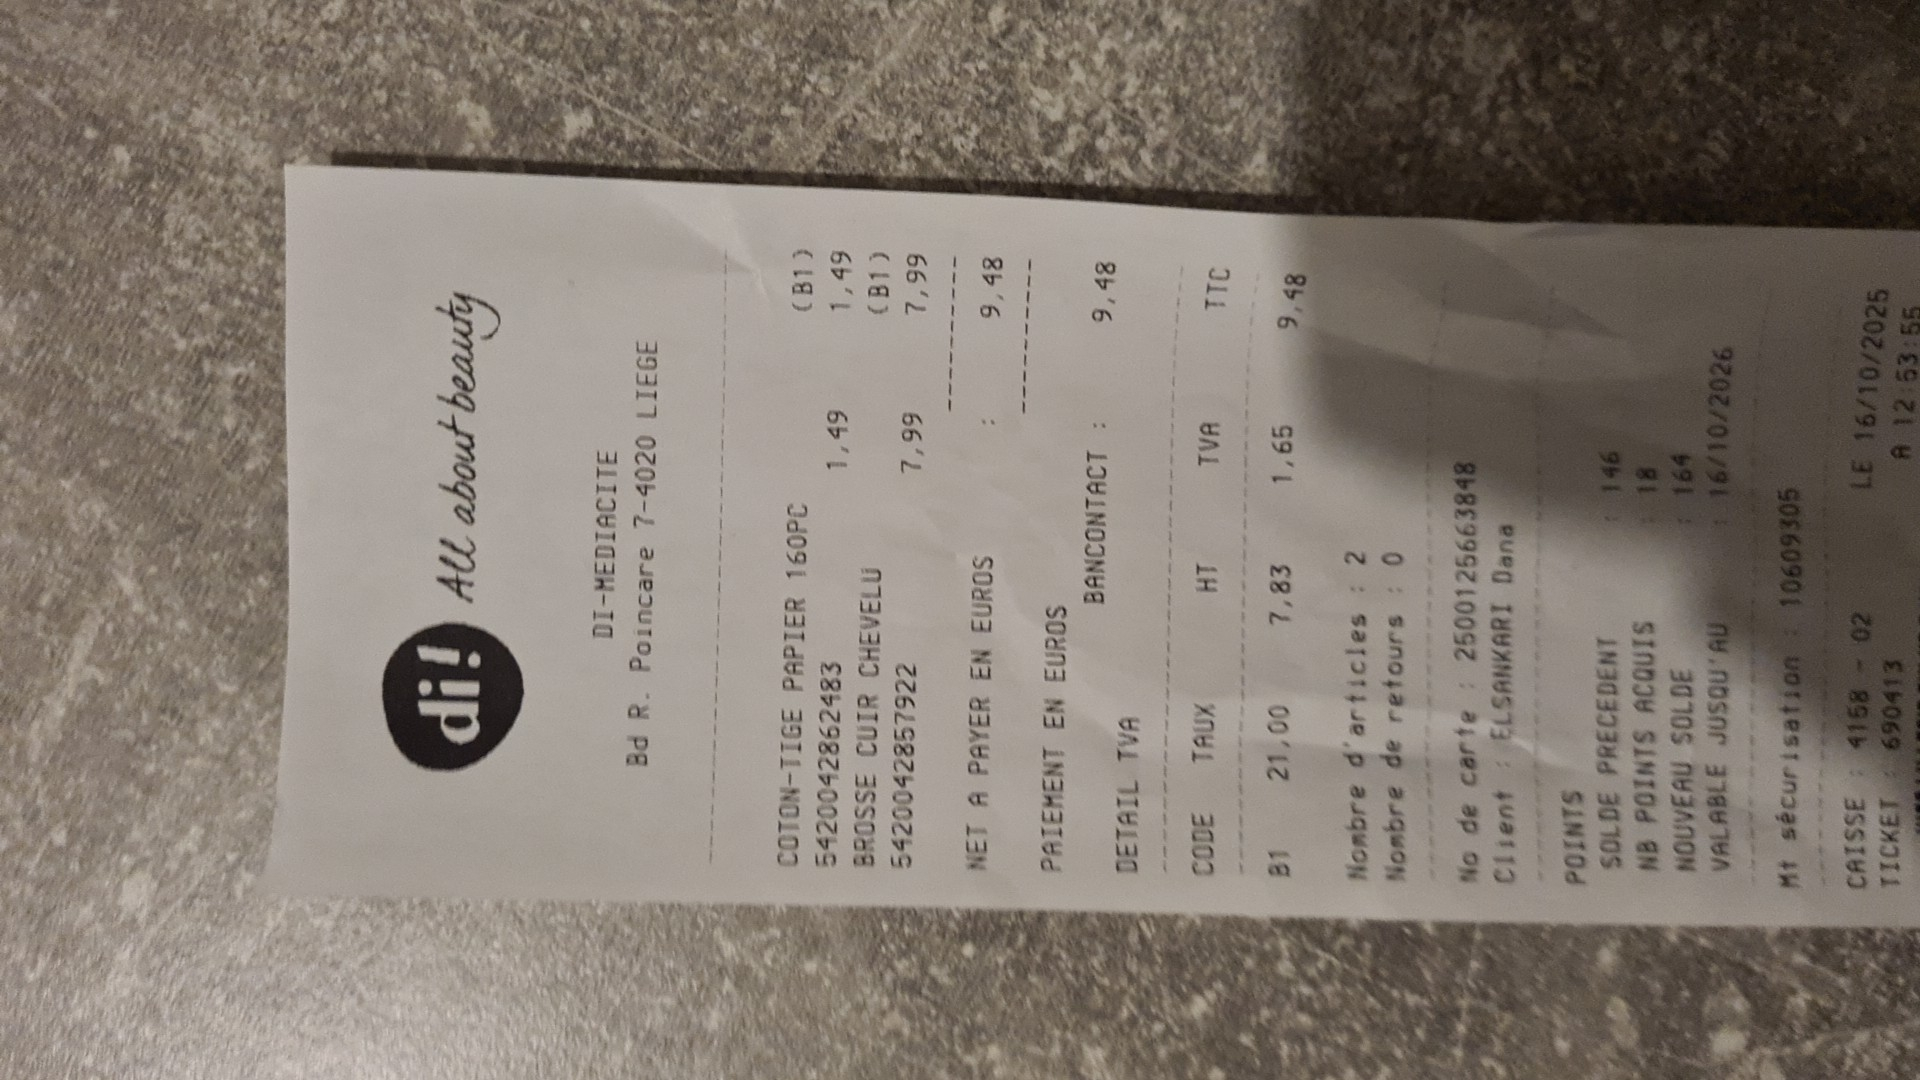 di! All about beauty
DI-MEDIACITE
Bd R. Poincare 7-4020 LIEGE
COTON-TIGE PAPIER 160PC (B1)
5420042862483 1,49 1,49
BROSSE CUIR CHEVELU (B1)
5420042857922 7,99 7,99
NET A PAYER EN EUROS : 9,48
PAIEMENT EN EUROS
BANCONTACT : 9,48
DETAIL TVA
CODE TAUX HT TVA TTC
B1 21,00 7,83 1,65 9,48
Nombre d'articles : 2
Nombre de retours : 0
No de carte : 2500125663848
Client : ELSANKARI Dana
POINTS
SOLDE PRECEDENT : 146
NB POINTS ACQUIS : 18
NOUVEAU SOLDE : 164
VALABLE JUSQU'AU : 16/10/2026
Mt sécurisation : 10609305
CAISSE : 4158 - 02 LE 16/10/2025
TICKET : 690413 A 12:53:55